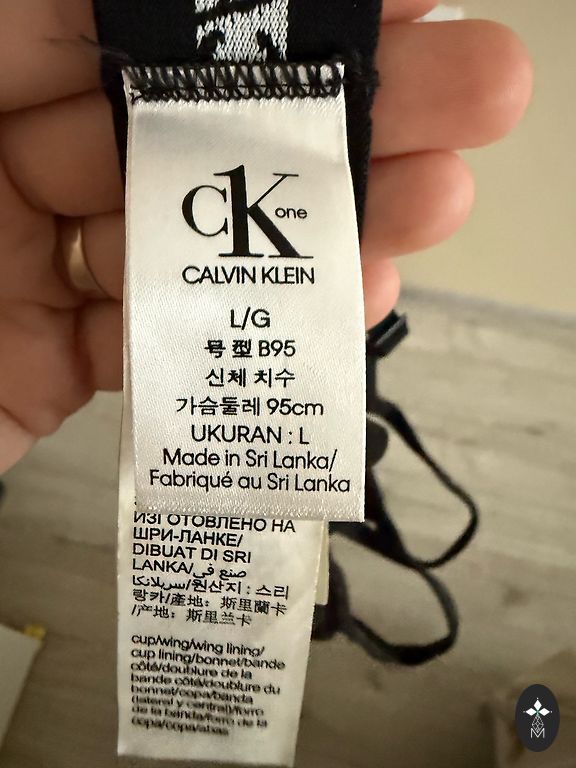 CK one
CALVIN KLEIN
L/G
号型 B95
신체 치수
가슴둘레 95cm
UKURAN : L
Made in Sri Lanka/
Fabriqué au Sri Lanka
ИЗГОТОВЛЕНО НА
ШРИ-ЛАНКЕ/
DIBUAT DI SRI
LANKA/صنع في
سريلانكا/원산지 : 스리
랑카/產地: 斯里蘭卡
/产地: 斯里兰卡
cup/wing/wing lining/
cup lining/bonnet/bande
côté/doublure de la
bande côté/doublure du
bonnet/copa/banda
(lateral y central)/forro
de la banda/forro de la
copa/copa/abas
M